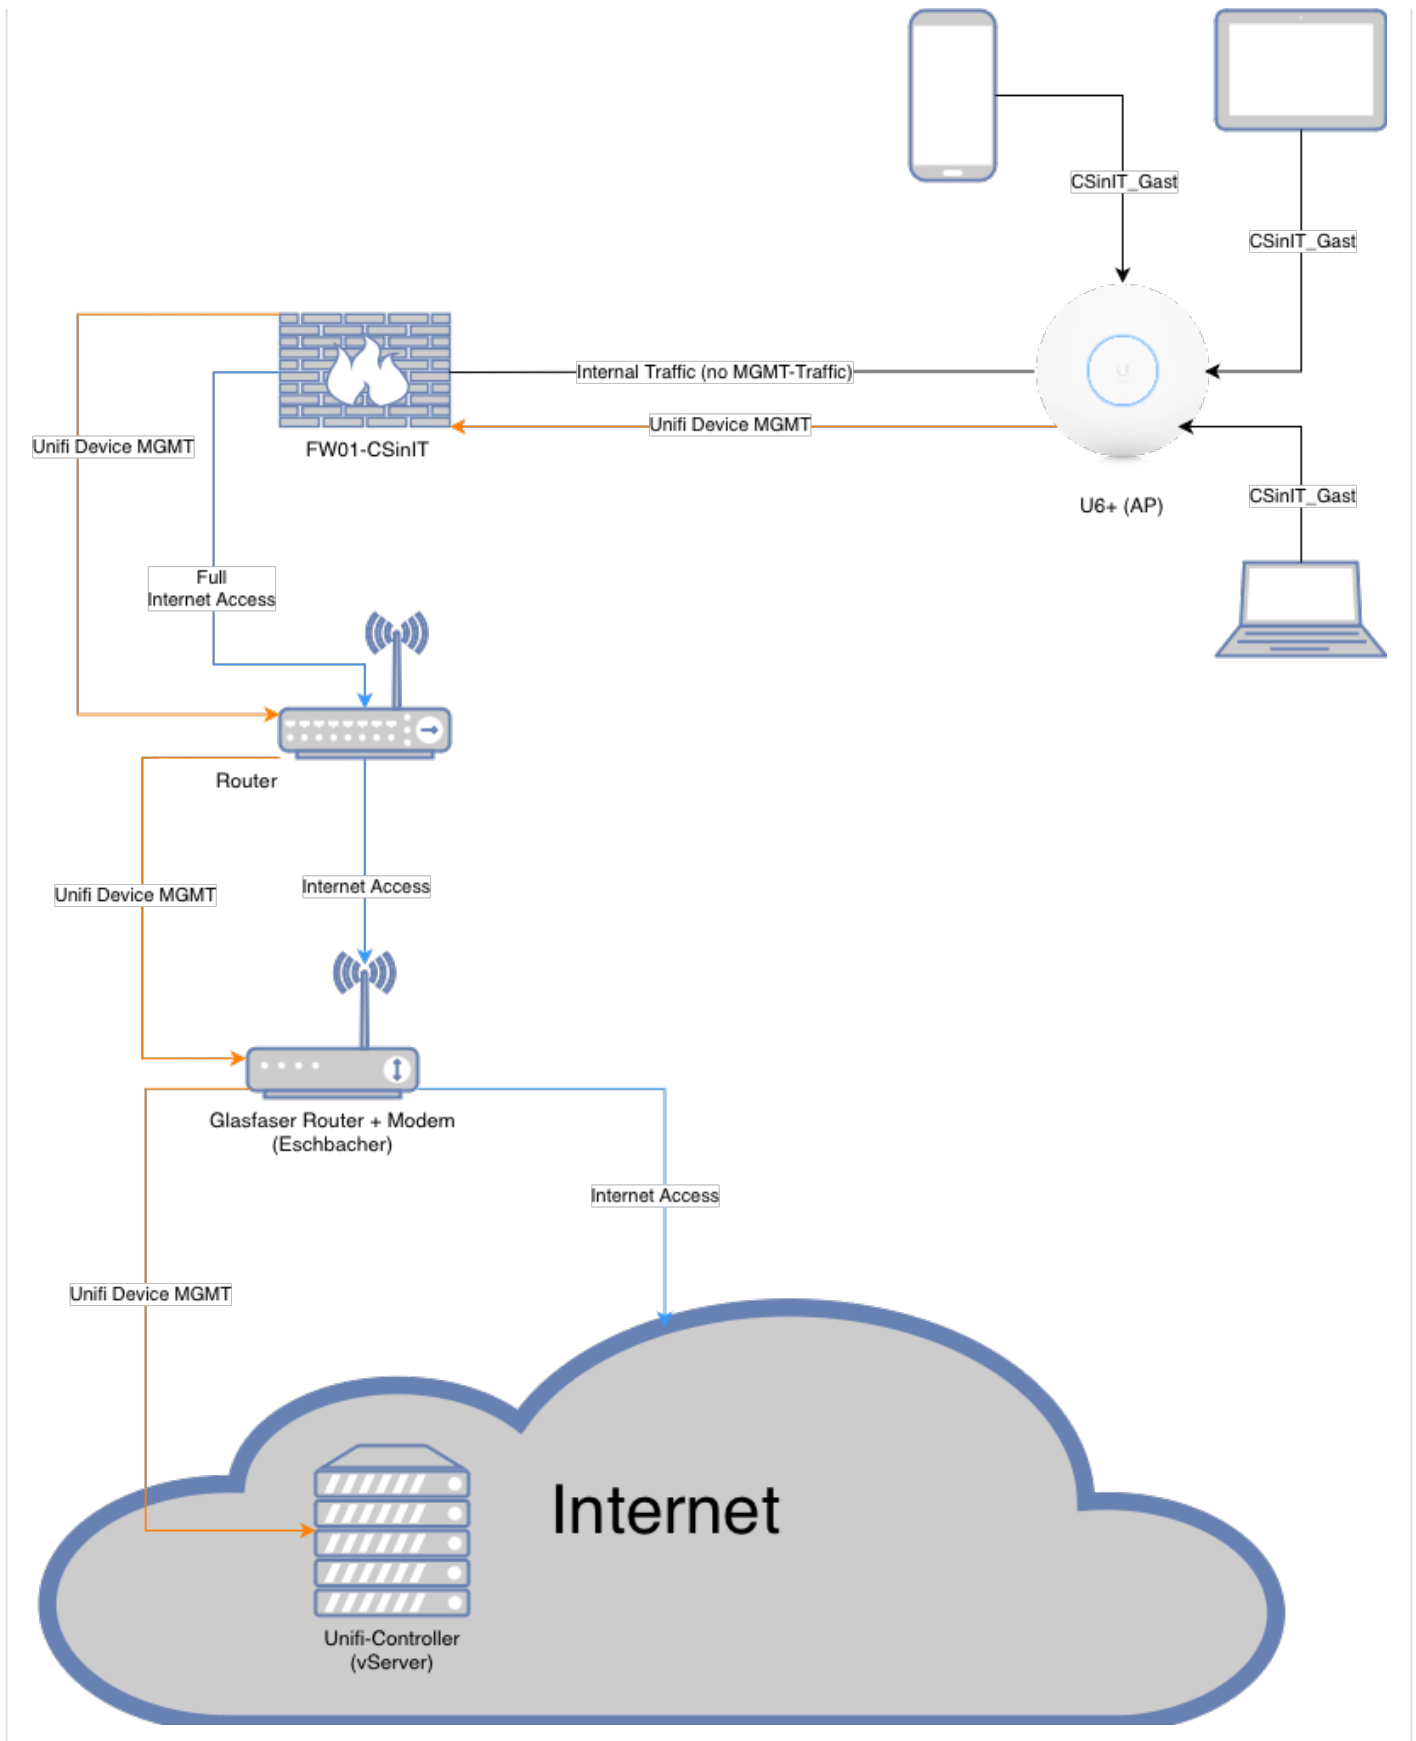 CSinIT_Gast
CSinIT_Gast
Internal Traffic (no MGMT-Traffic)
Unifi Device MGMT
Unifi Device MGMT
FW01-CSinIT
U6+ (AP)
CSinIT_Gast
Full
Internet Access
Router
Unifi Device MGMT
Internet Access
Glasfaser Router + Modem
(Eschbacher)
Internet Access
Unifi Device MGMT
Internet
Unifi-Controller
(vServer)